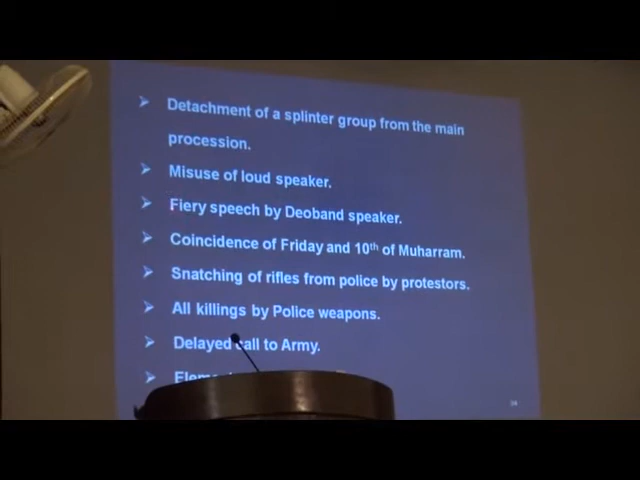 Detachment of a splinter group from the main
procession.
Misuse of loud speaker.
Fiery speech by Deoband speaker.
Coincidence of Friday and 10th of Muharram.
Snatching of rifles from police by protestors.
All killings by Police weapons.
Delayed call to Army.